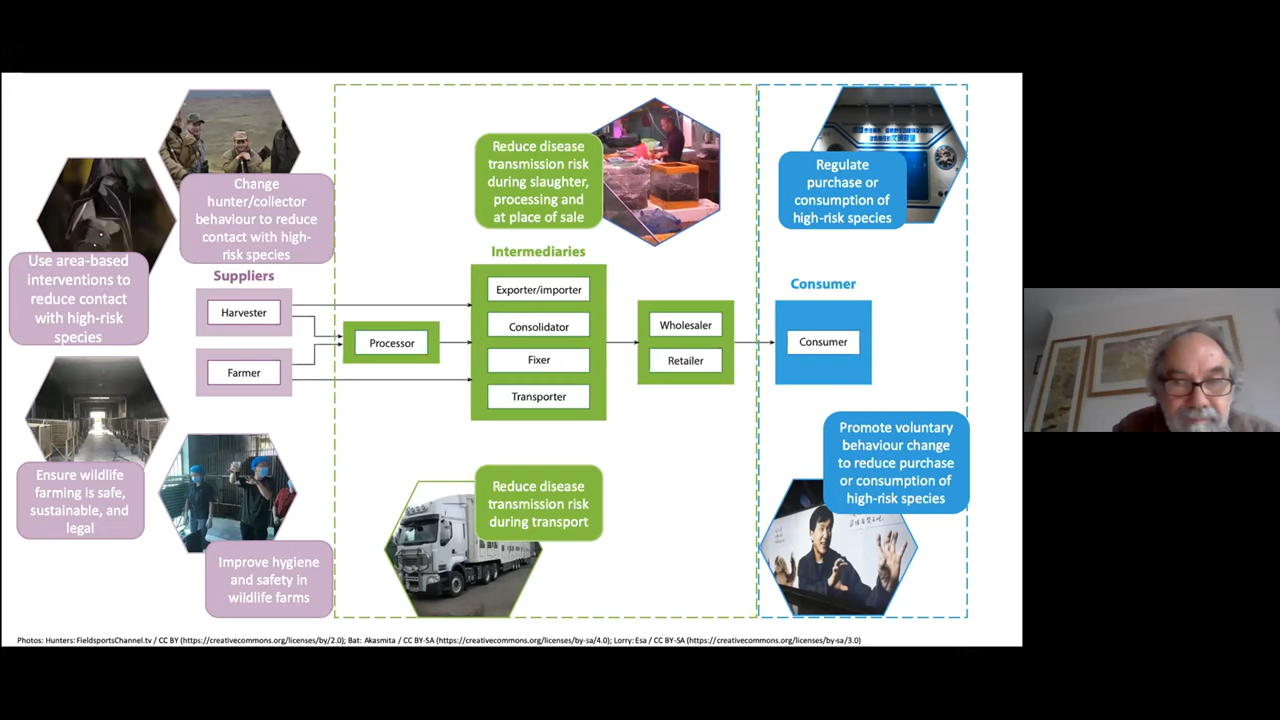 Change
hunter/collector
behaviour to reduce
contact with high-
risk species
Use area-based
interventions to
reduce contact
with high-risk
species
Suppliers
Harvester
Farmer
Ensure wildlife
farming is safe,
sustainable, and
legal
Improve hygiene
and safety in
wildlife farms
Reduce disease
transmission risk
during slaughter,
processing and
at place of sale
Intermediaries
Processor
Exporter/importer
Consolidator
Fixer
Transporter
Wholesaler
Retailer
Reduce disease
transmission risk
during transport
Regulate
purchase or
consumption of
high-risk species
Consumer
Consumer
Promote voluntary
behaviour change
to reduce purchase
or consumption of
high-risk species
Photos: Hunters: FieldsportsChannel.tv / CC BY (https://creativecommons.org/licenses/by/2.0); Bat: Akasmita / CC BY-SA (https://creativecommons.org/licenses/by-sa/4.0); Lorry: Esa / CC BY-SA (https://creativecommons.org/licenses/by-sa/3.0)